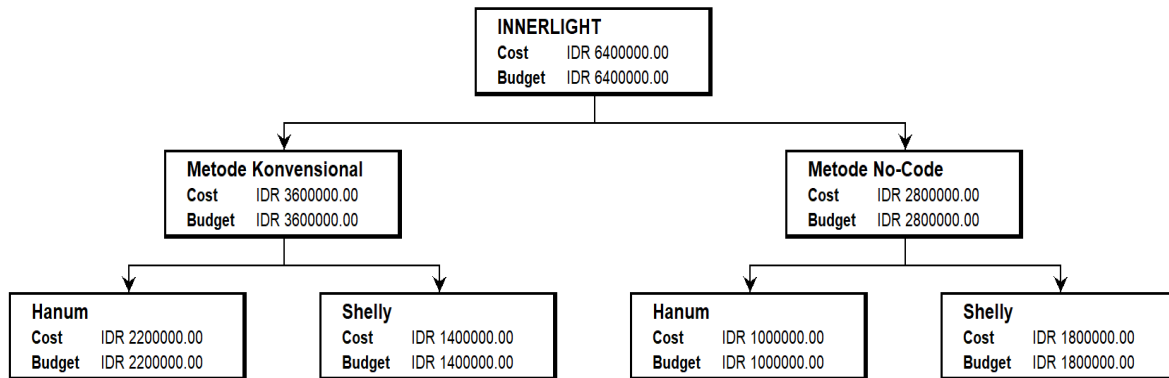 INNERLIGHT
Cost IDR 6400000.00
Budget IDR 6400000.00
Metode Konvensional
Cost IDR 3600000.00
Budget IDR 3600000.00
Metode No-Code
Cost IDR 2800000.00
Budget IDR 2800000.00
Hanum
Cost IDR 2200000.00
Budget IDR 2200000.00
Shelly
Cost IDR 1400000.00
Budget IDR 1400000.00
Hanum
Cost IDR 1000000.00
Budget IDR 1000000.00
Shelly
Cost IDR 1800000.00
Budget IDR 1800000.00